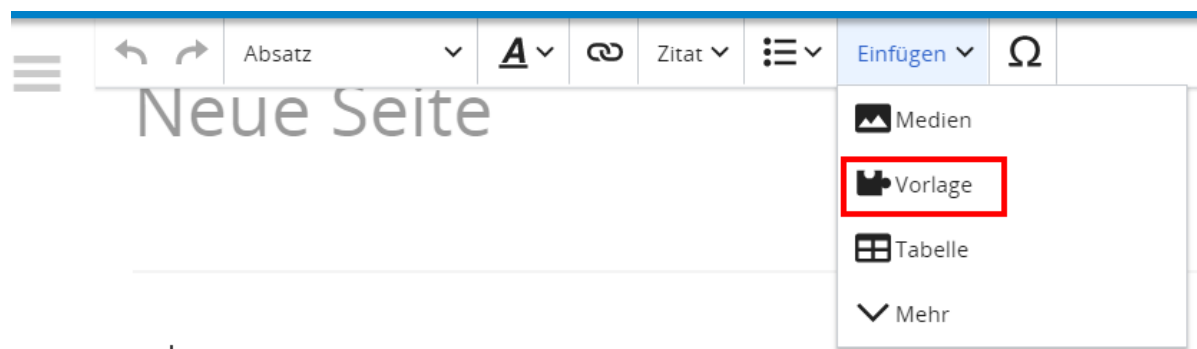 Absatz A Zitat Einfügen Ω
Neue Seite
Medien
Vorlage
Tabelle
Mehr